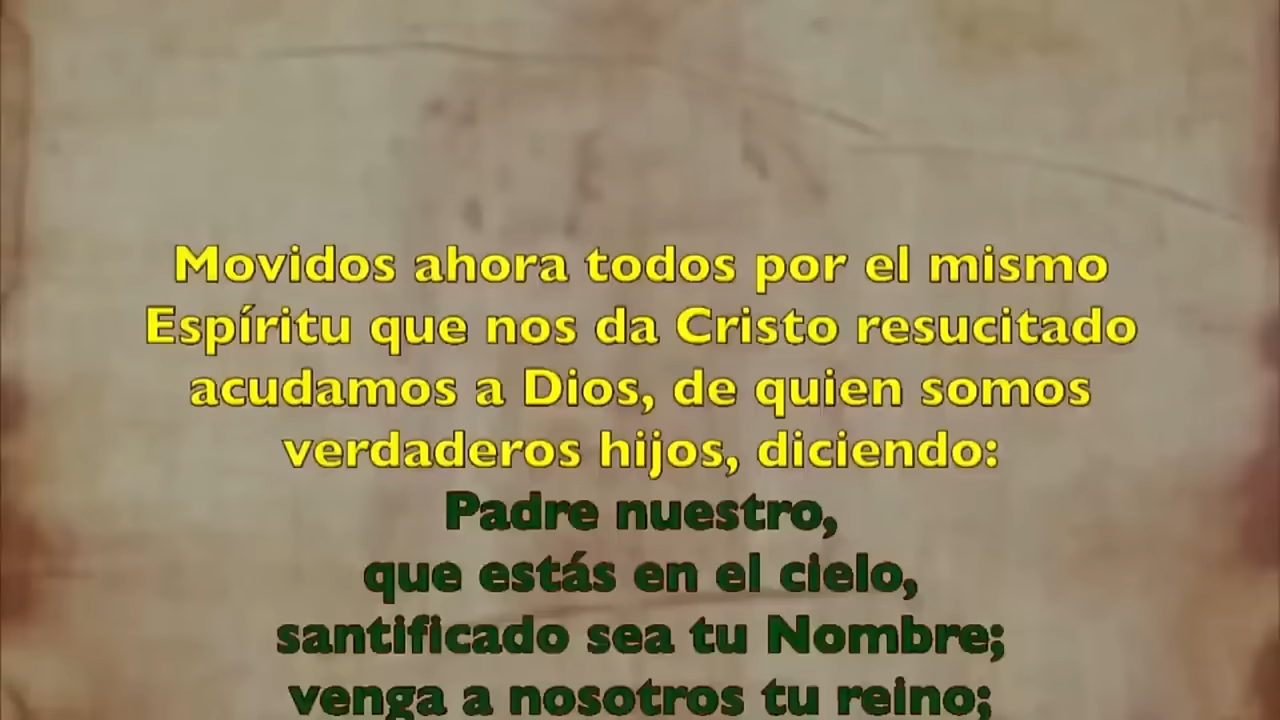 Movidos ahora todos por el mismo
Espíritu que nos da Cristo resucitado
acudamos a Dios, de quien somos
verdaderos hijos, diciendo:
Padre nuestro,
que estás en el cielo,
santificado sea tu Nombre;
venga a nosotros tu reino;